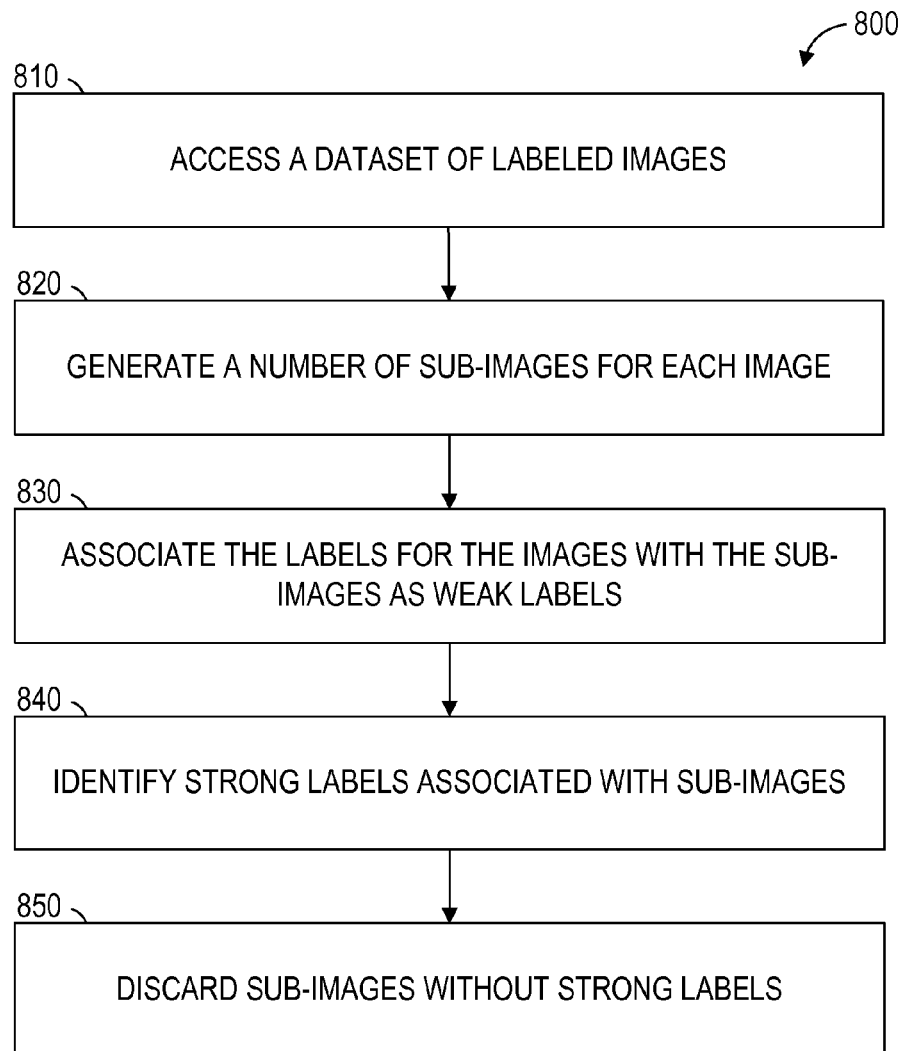 800
810
ACCESS A DATASET OF LABELED IMAGES
820
GENERATE A NUMBER OF SUB-IMAGES FOR EACH IMAGE
830
ASSOCIATE THE LABELS FOR THE IMAGES WITH THE SUB-
IMAGES AS WEAK LABELS
840
IDENTIFY STRONG LABELS ASSOCIATED WITH SUB-IMAGES
850
DISCARD SUB-IMAGES WITHOUT STRONG LABELS